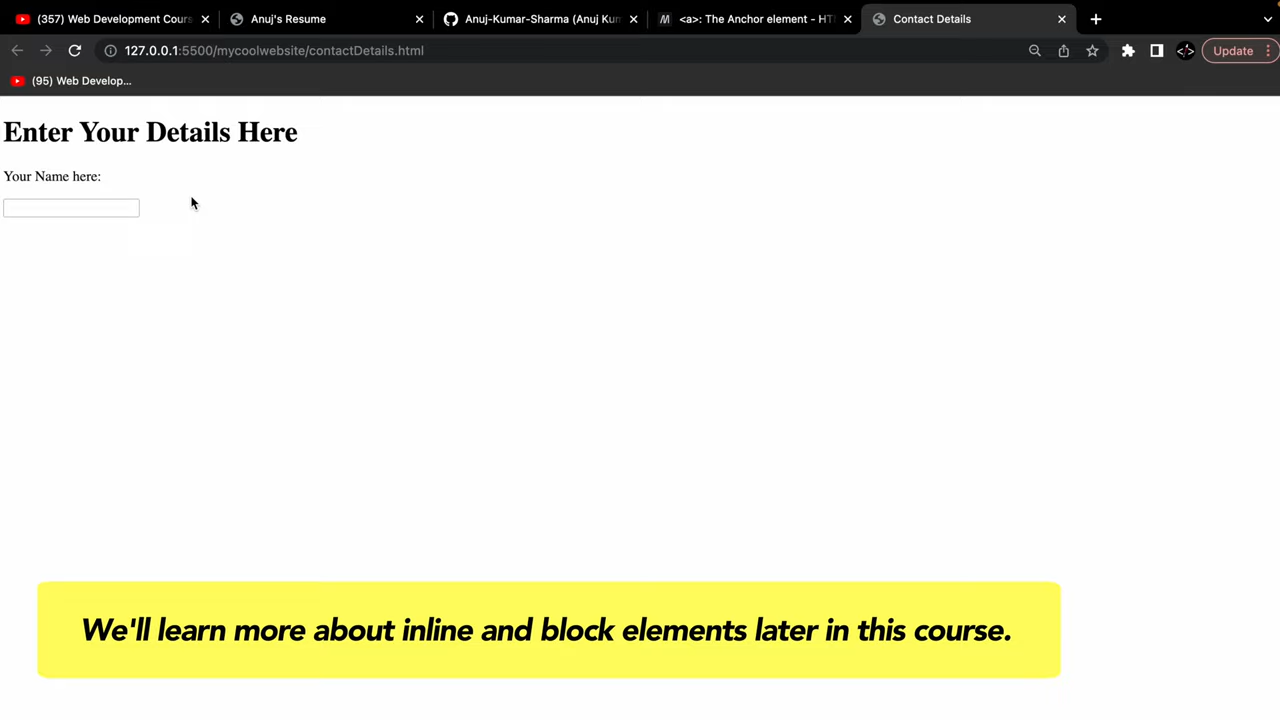 (357) Web Development Cours
Anuj's Resume
Anuj-Kumar-Sharma (Anuj Kum
<a>: The Anchor element - HT
Contact Details
127.0.0.1:5500/mycoolwebsite/contactDetails.html
Update
(95) Web Develop...
Enter Your Details Here
Your Name here:
We'll learn more about inline and block elements later in this course.